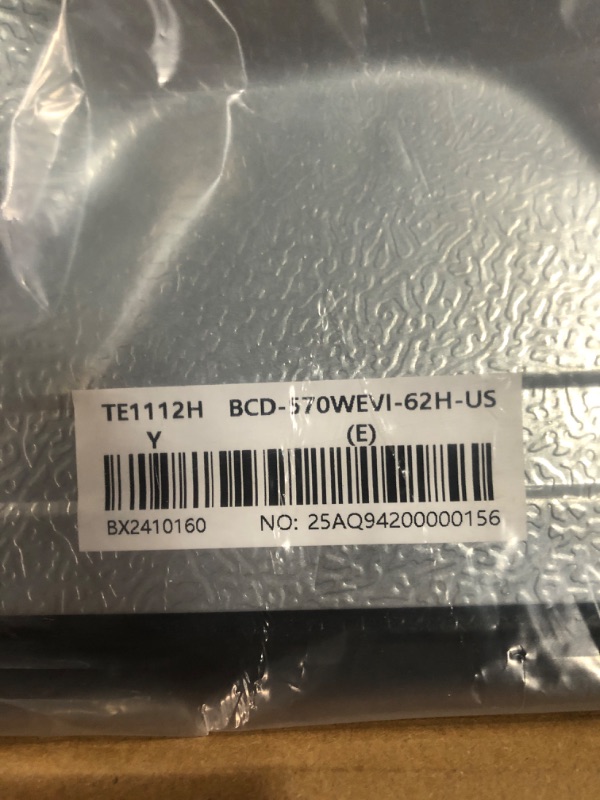 TE1112H BCD-570WEVI-62H-US
Y (E)
BX2410160 NO: 25AQ94200000156